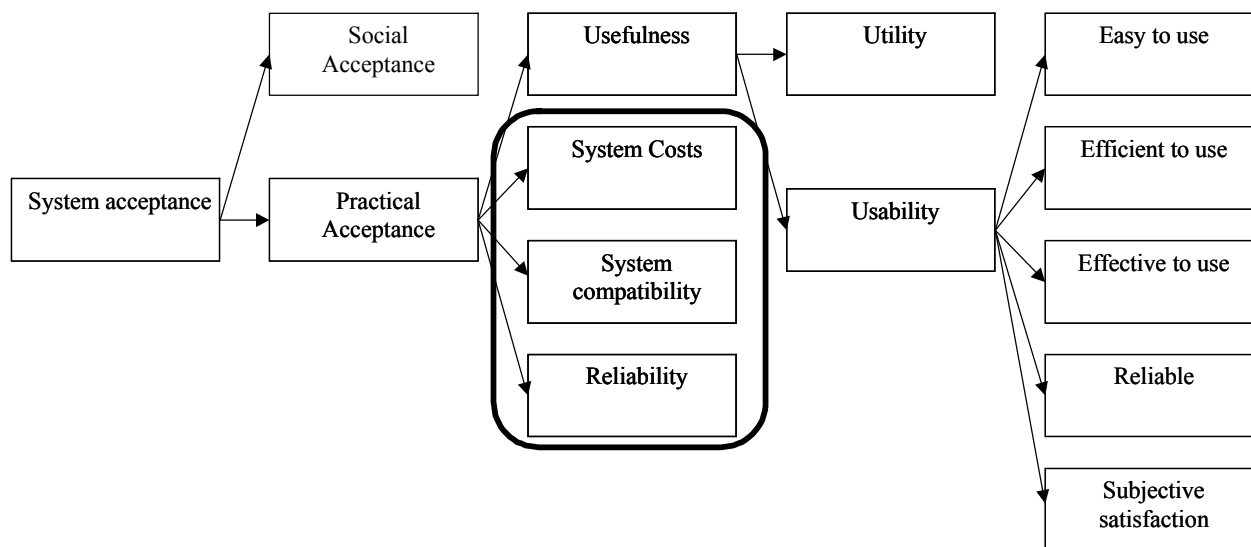 Social
Acceptance
Usefulness
Utility
Easy to use
System Costs
Efficient to use
System acceptance
Practical
Acceptance
Usability
System
compatibility
Effective to use
Reliability
Reliable
Subjective
satisfaction